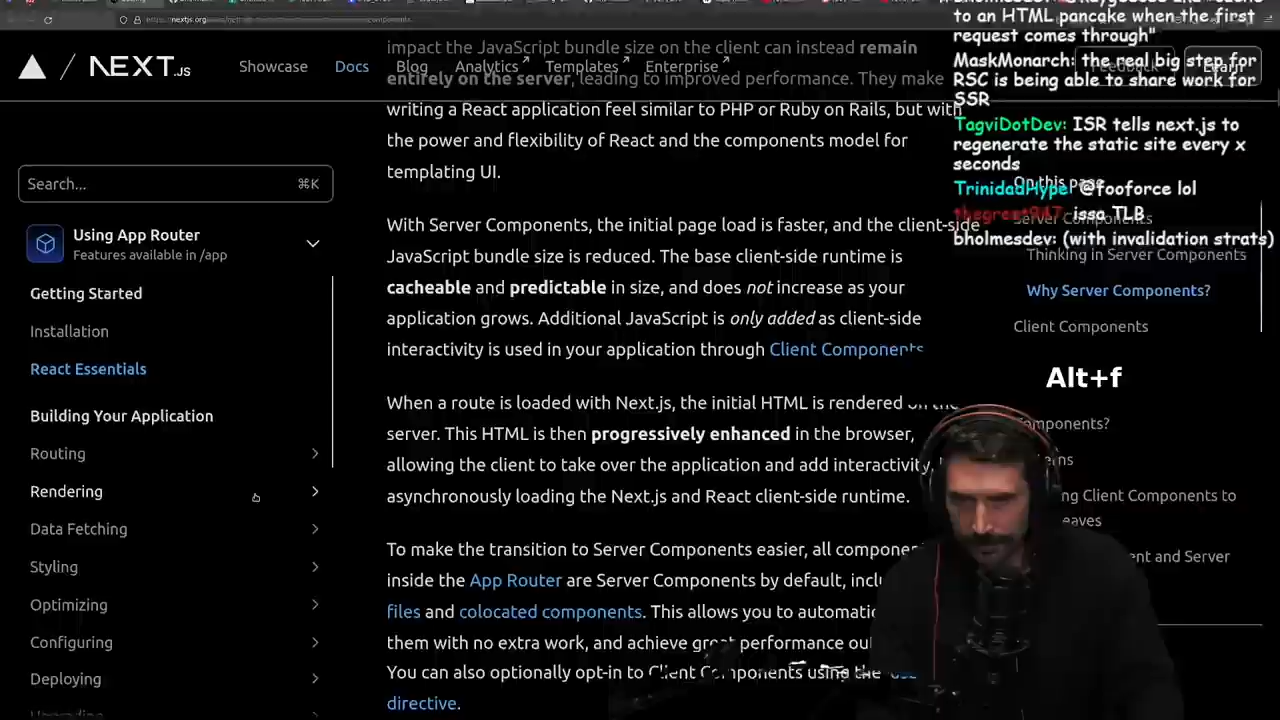 nextjs.org
NEXT.JS
Showcase
Docs
Blog
Analytics
Templates
Enterprise
Search...
⌘K
Using App Router
Features available in /app
Getting Started
Installation
React Essentials
Building Your Application
Routing
Rendering
Data Fetching
Styling
Optimizing
Configuring
Deploying
impact the JavaScript bundle size on the client can instead remain
entirely on the server, leading to improved performance. They make
writing a React application feel similar to PHP or Ruby on Rails, but with
the power and flexibility of React and the components model for
templating UI.
With Server Components, the initial page load is faster, and the client-side
JavaScript bundle size is reduced. The base client-side runtime is
cacheable and predictable in size, and does not increase as your
application grows. Additional JavaScript is only added as client-side
interactivity is used in your application through Client Components
When a route is loaded with Next.js, the initial HTML is rendered on the
server. This HTML is then progressively enhanced in the browser,
allowing the client to take over the application and add interactivity,
asynchronously loading the Next.js and React client-side runtime.
To make the transition to Server Components easier, all
inside the App Router are Server Components by default,
files and colocated components. This allows you to
them with no extra work, and achieve great performance
You can also optionally opt-in to Client Components using the
directive.
to an HTML pancake when the first
request comes through"
MaskMonarch: the real big step for
RSC is being able to share work for
SSR
TagviDotDev: ISR tells next.js to
regenerate the static site every x
seconds
TrinidadHype: @fooforce lol
thegreat947: issa TLB
bholmesdev: (with invalidation strats)
On this page
Server Components
Thinking in Server Components
Why Server Components?
Client Components
Alt+f
Client Components to
and Server